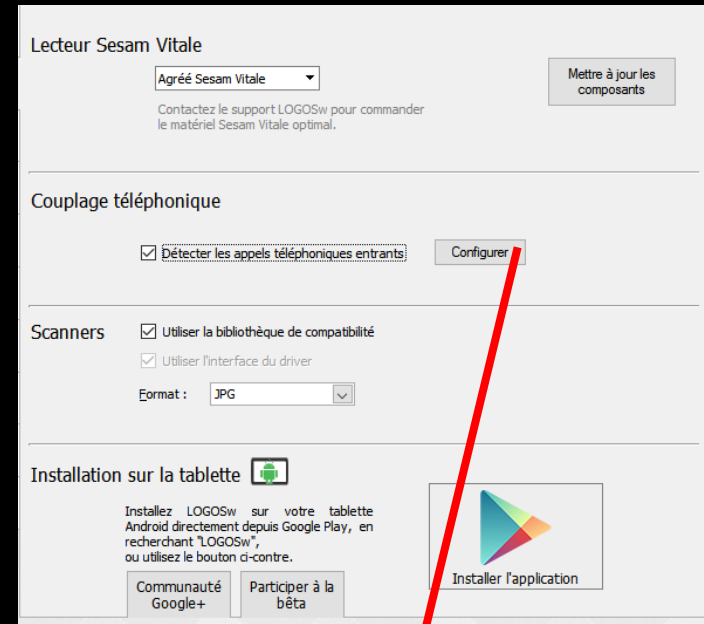 Lecteur Sesam Vitale
Agréé Sesam Vitale
Mettre à jour les
composants
Contactez le support LOGOSw pour commander
le matériel Sesam Vitale optimal.
Couplage téléphonique
Détecter les appels téléphoniques entrants
Configurer
Scanners
Utiliser la bibliothèque de compatibilité
Utiliser l'interface du driver
Format :
JPG
Installation sur la tablette
Installez LOGOSw sur votre tablette
Android directement depuis Google Play, en
recherchant "LOGOSw",
ou utilisez le bouton ci-contre.
Communauté
Google+
Participer à la
bêta
Installer l'application